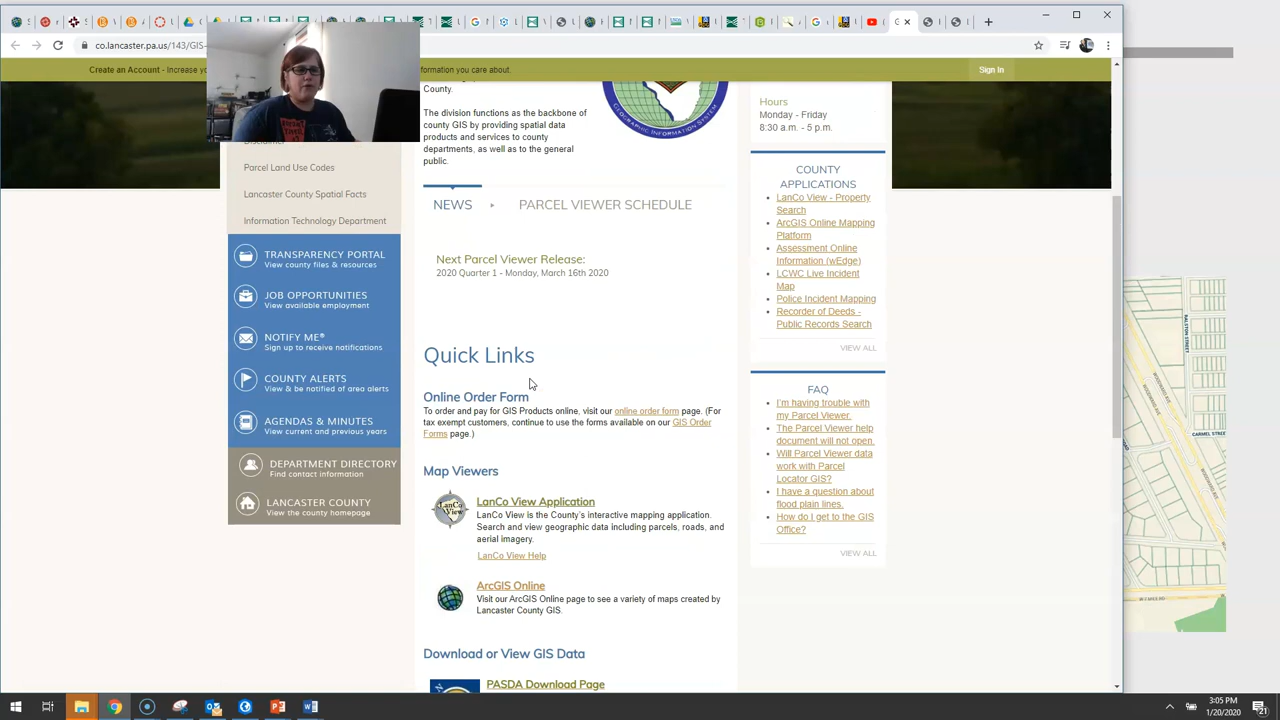 co.lancaster.pa.us/143/GIS-
Create an Account - Increase you
formation you care about.
Sign In
Disclaimer
Parcel Land Use Codes
Lancaster County Spatial Facts
Information Technology Department
TRANSPARENCY PORTAL
View county files & resources
JOB OPPORTUNITIES
View available employment
NOTIFY ME®
Sign up to receive notifications
COUNTY ALERTS
View & be notified of area alerts
AGENDAS & MINUTES
View current and previous years
DEPARTMENT DIRECTORY
Find contact information
LANCASTER COUNTY
View the county homepage
County.
The division functions as the backbone of
county GIS by providing spatial data
products and services to county
departments, as well as to the general
public.
GEOGRAPHIC INFORMATION SYSTEM
NEWS
PARCEL VIEWER SCHEDULE
Next Parcel Viewer Release:
2020 Quarter 1 - Monday, March 16th 2020
Quick Links
Online Order Form
To order and pay for GIS Products online, visit our online order form page. (For
tax exempt customers, continue to use the forms available on our GIS Order
Forms page.)
Map Viewers
LanCo
View
LanCo View Application
LanCo View is the County's interactive mapping application.
Search and view geographic data including parcels, roads, and
aerial imagery.
LanCo View Help
ArcGIS Online
Visit our ArcGIS Online page to see a variety of maps created by
Lancaster County GIS.
Download or View GIS Data
PASDA Download Page
Hours
Monday - Friday
8:30 a.m. - 5 p.m.
COUNTY
APPLICATIONS
LanCo View - Property
Search
ArcGIS Online Mapping
Platform
Assessment Online
Information (wEdge)
LCWC Live Incident
Map
Police Incident Mapping
Recorder of Deeds -
Public Records Search
VIEW ALL
FAQ
I'm having trouble with
my Parcel Viewer.
The Parcel Viewer help
document will not open.
Will Parcel Viewer data
work with Parcel
Locator GIS?
I have a question about
flood plain lines.
How do I get to the GIS
Office?
VIEW ALL
RALSTON STREET
CARMEL STREET
3:05 PM
1/20/2020
21